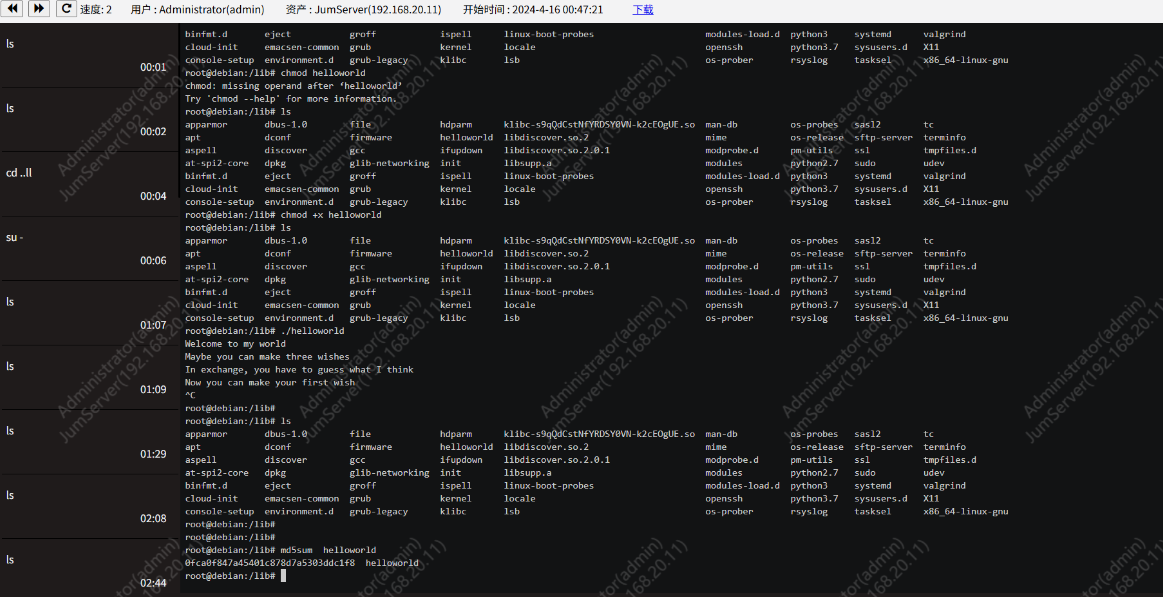 速度: 2 用户 : Administrator(admin) 资产 : JumServer(192.168.20.11) 开始时间 : 2024-4-16 00:47:21 下载
ls
00:01
ls
00:02
cd ..ll
00:04
su -
00:06
ls
01:07
ls
01:09
ls
01:29
ls
02:08
ls
02:44
binfmt.d eject groff ispell linux-boot-probes modules-load.d python3 systemd valgrind
cloud-init emacsen-common grub kernel locale openssh python3.7 sysusers.d X11
console-setup environment.d grub-legacy klibc lsb os-prober rsyslog tasksel x86_64-linux-gnu
root@debian:/lib# chmod helloworld
chmod: missing operand after ‘helloworld’
Try 'chmod --help' for more information.
root@debian:/lib# ls
apparmor dbus-1.0 file hdparm klibc-s9qQdCstNfYRDSY0VN-k2cEOgUE.so man-db os-probes sasl2 tc
apt dconf firmware helloworld libdiscover.so.2 mime os-release sftp-server terminfo
aspell discover gcc ifupdown libdiscover.so.2.0.1 modprobe.d pm-utils ssl tmpfiles.d
at-spi2-core dpkg glib-networking init libsupp.a modules python2.7 sudo udev
binfmt.d eject groff ispell linux-boot-probes modules-load.d python3 systemd valgrind
cloud-init emacsen-common grub kernel locale openssh python3.7 sysusers.d X11
console-setup environment.d grub-legacy klibc lsb os-prober rsyslog tasksel x86_64-linux-gnu
root@debian:/lib# chmod +x helloworld
root@debian:/lib# ls
apparmor dbus-1.0 file hdparm klibc-s9qQdCstNfYRDSY0VN-k2cEOgUE.so man-db os-probes sasl2 tc
apt dconf firmware helloworld libdiscover.so.2 mime os-release sftp-server terminfo
aspell discover gcc ifupdown libdiscover.so.2.0.1 modprobe.d pm-utils ssl tmpfiles.d
at-spi2-core dpkg glib-networking init libsupp.a modules python2.7 sudo udev
binfmt.d eject groff ispell linux-boot-probes modules-load.d python3 systemd valgrind
cloud-init emacsen-common grub kernel locale openssh python3.7 sysusers.d X11
console-setup environment.d grub-legacy klibc lsb os-prober rsyslog tasksel x86_64-linux-gnu
root@debian:/lib# ./helloworld
Welcome to my world
Maybe you can make three wishes
In exchange, you have to guess what I think
Now you can make your first wish
^C
root@debian:/lib#
root@debian:/lib# ls
apparmor dbus-1.0 file hdparm klibc-s9qQdCstNfYRDSY0VN-k2cEOgUE.so man-db os-probes sasl2 tc
apt dconf firmware helloworld libdiscover.so.2 mime os-release sftp-server terminfo
aspell discover gcc ifupdown libdiscover.so.2.0.1 modprobe.d pm-utils ssl tmpfiles.d
at-spi2-core dpkg glib-networking init libsupp.a modules python2.7 sudo udev
binfmt.d eject groff ispell linux-boot-probes modules-load.d python3 systemd valgrind
cloud-init emacsen-common grub kernel locale openssh python3.7 sysusers.d X11
console-setup environment.d grub-legacy klibc lsb os-prober rsyslog tasksel x86_64-linux-gnu
root@debian:/lib#
root@debian:/lib#
root@debian:/lib# md5sum helloworld
0fca0f847a45401c878d7a5303ddc1f8 helloworld
root@debian:/lib#
Administrator(admin)
JumServer(192.168.20.11)